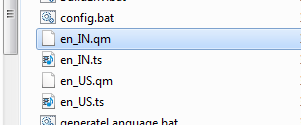 config.bat
en_IN.qm
en_IN.ts
en_US.qm
en_US.ts
generateLanguage.bat